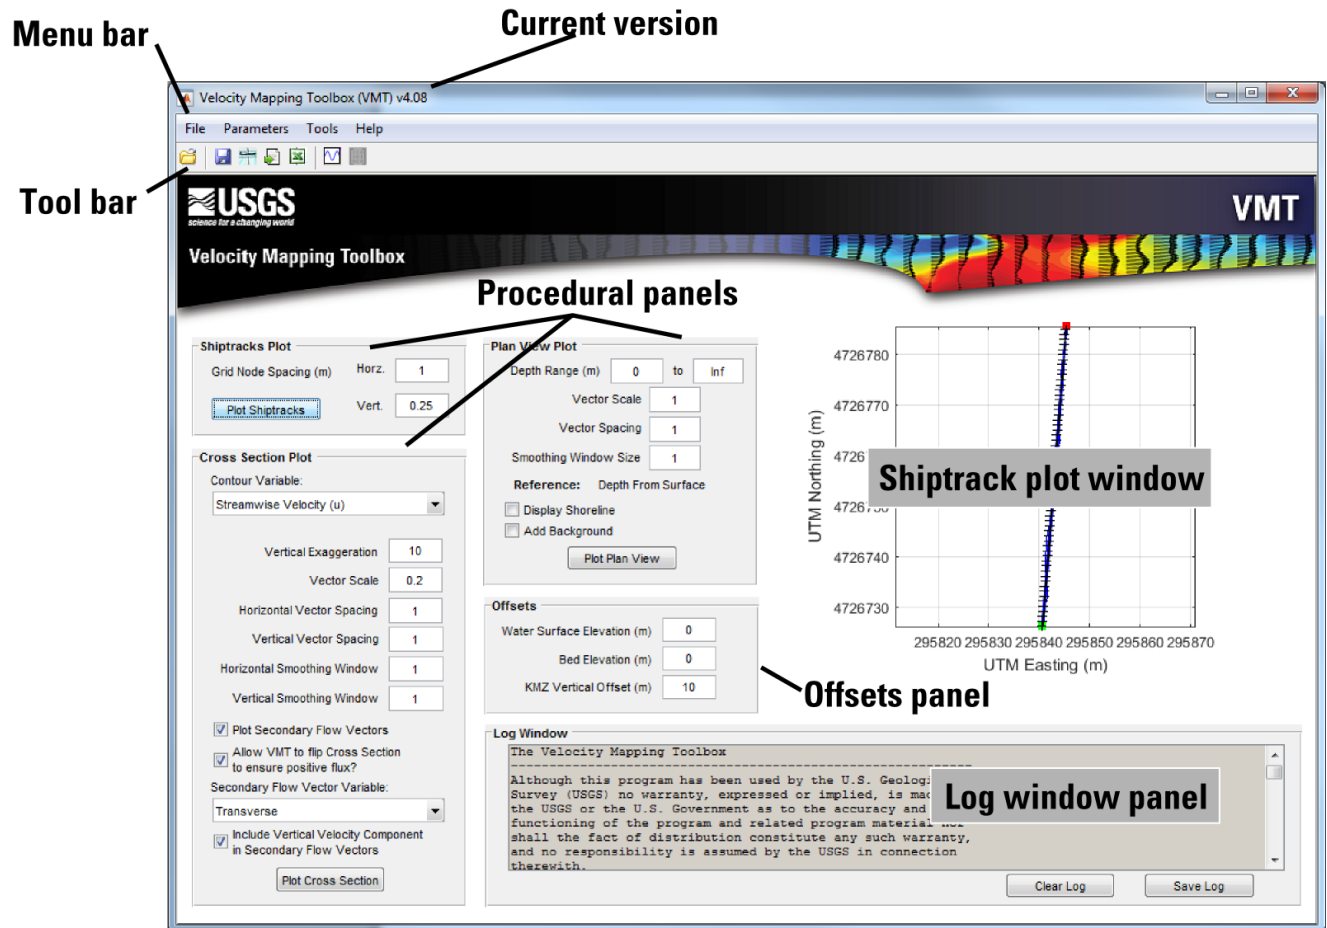 Current version
Menu bar
Velocity Mapping Toolbox (VMT) v4.08
File Parameters Tools Help
Tool bar
USGS
science for a changing world
VMT
Velocity Mapping Toolbox
Procedural panels
Shiptracks Plot
Grid Node Spacing (m) Horz. 1
Plot Shiptracks Vert. 0.25
Cross Section Plot
Contour Variable:
Streamwise Velocity (u)
Vertical Exaggeration 10
Vector Scale 0.2
Horizontal Vector Spacing 1
Vertical Vector Spacing 1
Horizontal Smoothing Window 1
Vertical Smoothing Window 1
Plot Secondary Flow Vectors
Allow VMT to flip Cross Section
to ensure positive flux?
Secondary Flow Vector Variable:
Transverse
Include Vertical Velocity Component
in Secondary Flow Vectors
Plot Cross Section
Plan View Plot
Depth Range (m) 0 to Inf
Vector Scale 1
Vector Spacing 1
Smoothing Window Size 1
Reference: Depth From Surface
Display Shoreline
Add Background
Plot Plan View
Offsets
Water Surface Elevation (m) 0
Bed Elevation (m) 0
KMZ Vertical Offset (m) 10
Offsets panel
4726780
4726770
Shiptrack plot window
4726740
4726730
UTM Northing (m)
295820 295830 295840 295850 295860 295870
UTM Easting (m)
Log Window
The Velocity Mapping Toolbox
Although this program has been used by the U.S.
Survey (USGS) no warranty, expressed or implied, is
the USGS or the U.S. Government as to the accuracy and
functioning of the program and related program material
shall the fact of distribution constitute any such warranty,
and no responsibility is assumed by the USGS in connection
therewith.
Log window panel
Clear Log Save Log